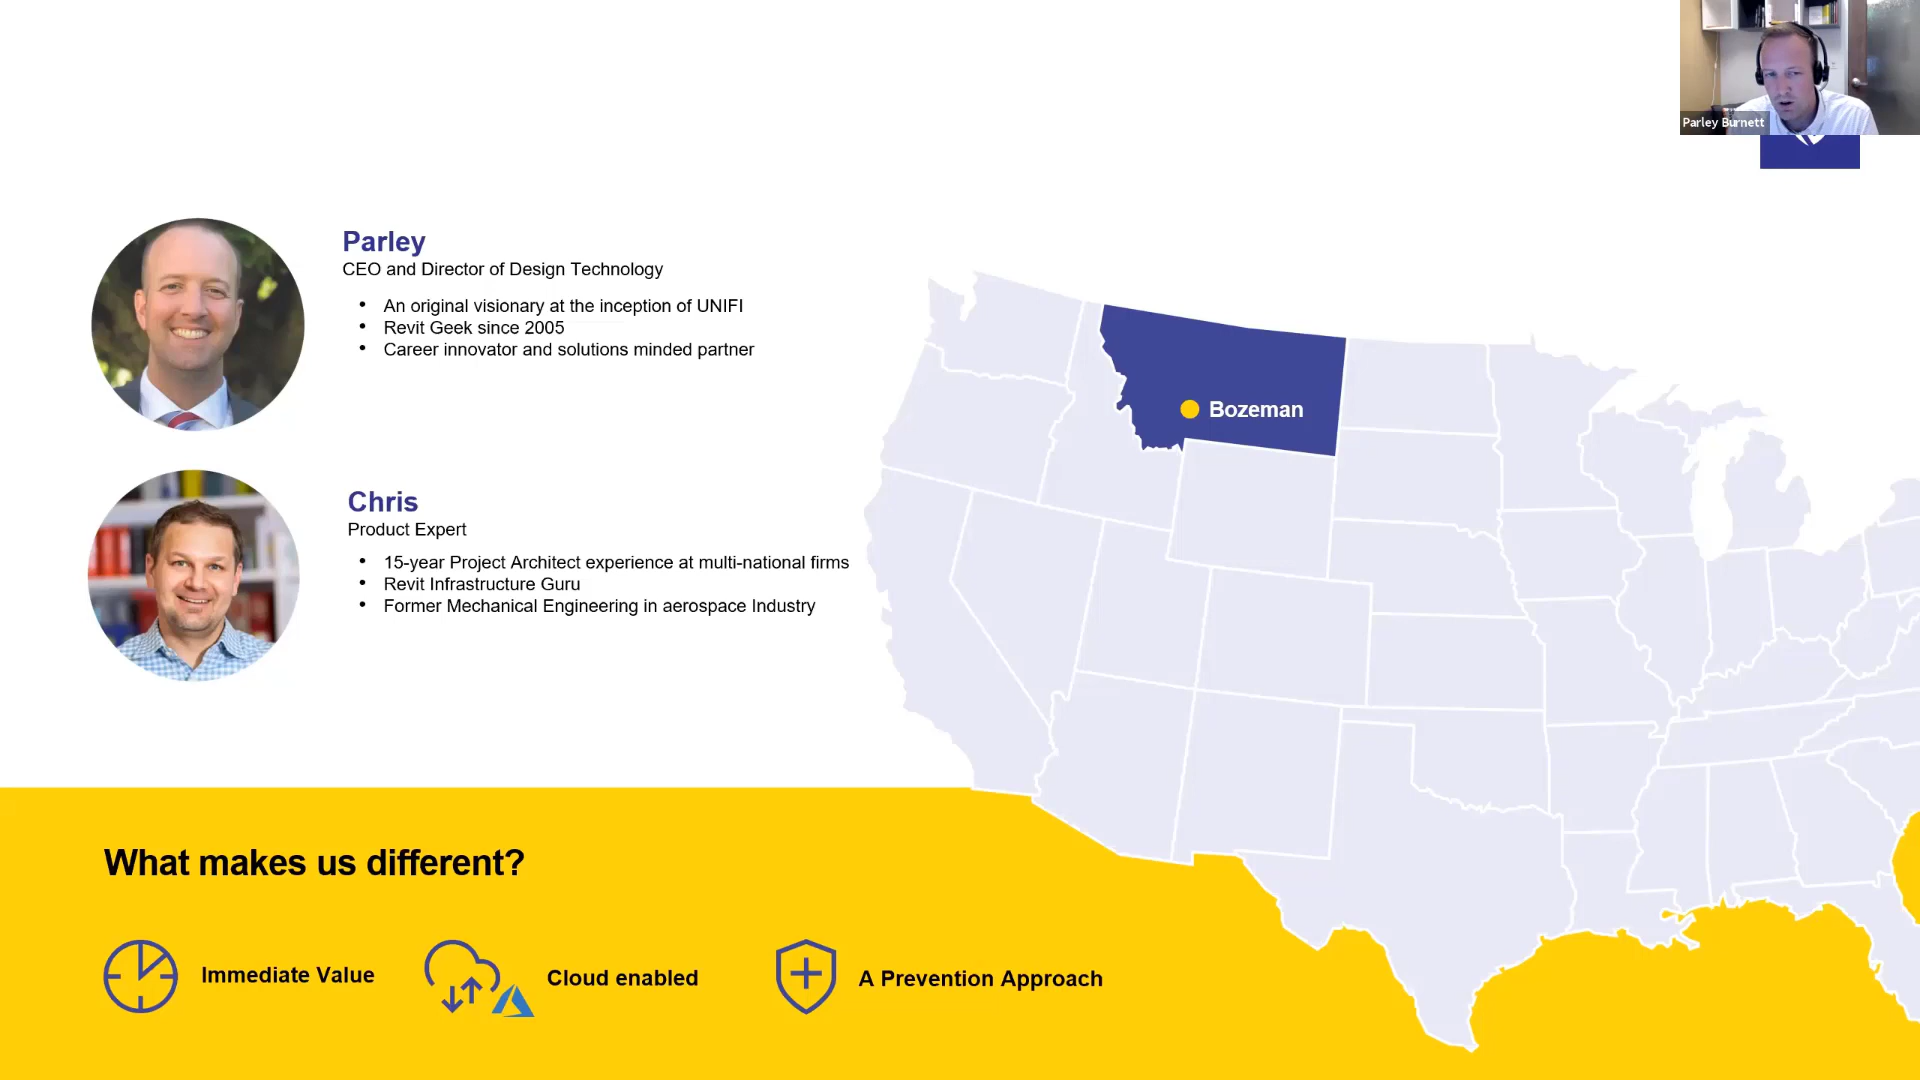 Parley Burnett
Parley
CEO and Director of Design Technology
• An original visionary at the inception of UNIFI
• Revit Geek since 2005
• Career innovator and solutions minded partner
Bozeman
Chris
Product Expert
• 15-year Project Architect experience at multi-national firms
• Revit Infrastructure Guru
• Former Mechanical Engineering in aerospace Industry
What makes us different?
Immediate Value
Cloud enabled
A Prevention Approach